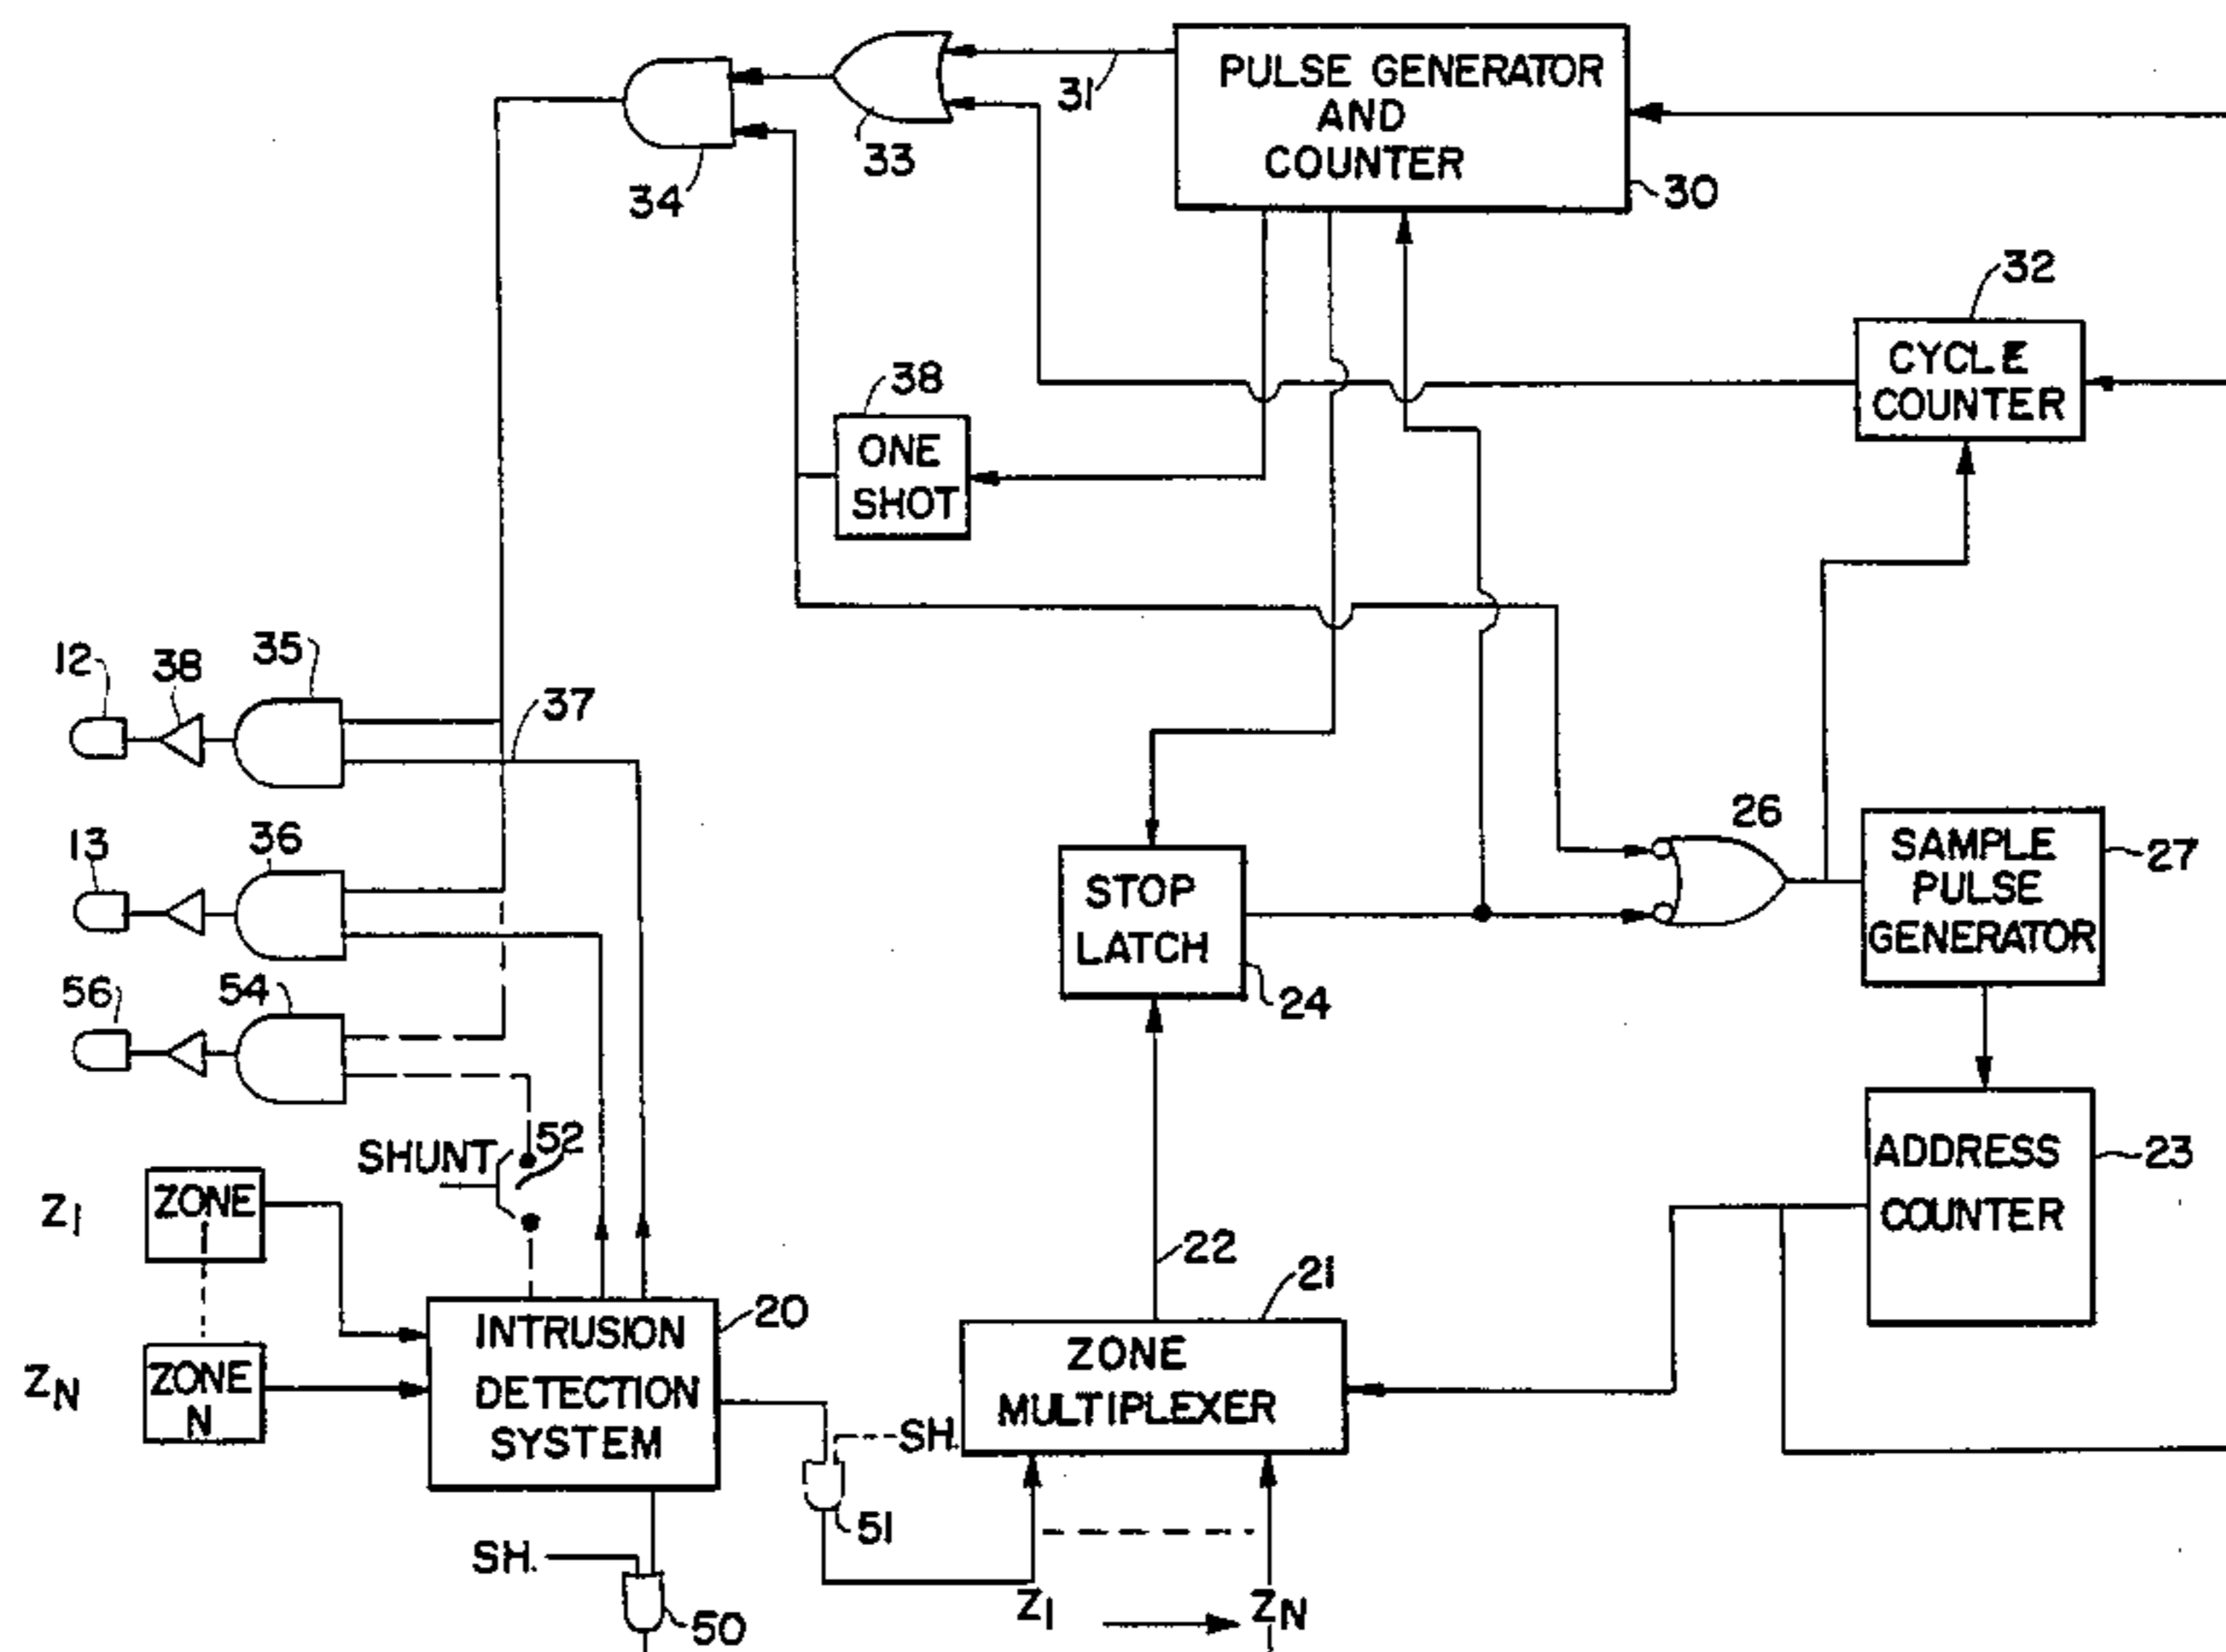 PULSE GENERATOR
AND
COUNTER
31
33
34
30
32
CYCLE
COUNTER
38
ONE
SHOT
12
38
35
37
13
36
56
54
26
SAMPLE
PULSE
GENERATOR
27
STOP
LATCH
24
SHUNT
52
ADDRESS
COUNTER
23
Z1
ZONE
ZN
ZONE
N
INTRUSION
DETECTION
SYSTEM
20
22
21
ZONE
MULTIPLEXER
SH.
51
SH.
50
Z1
ZN